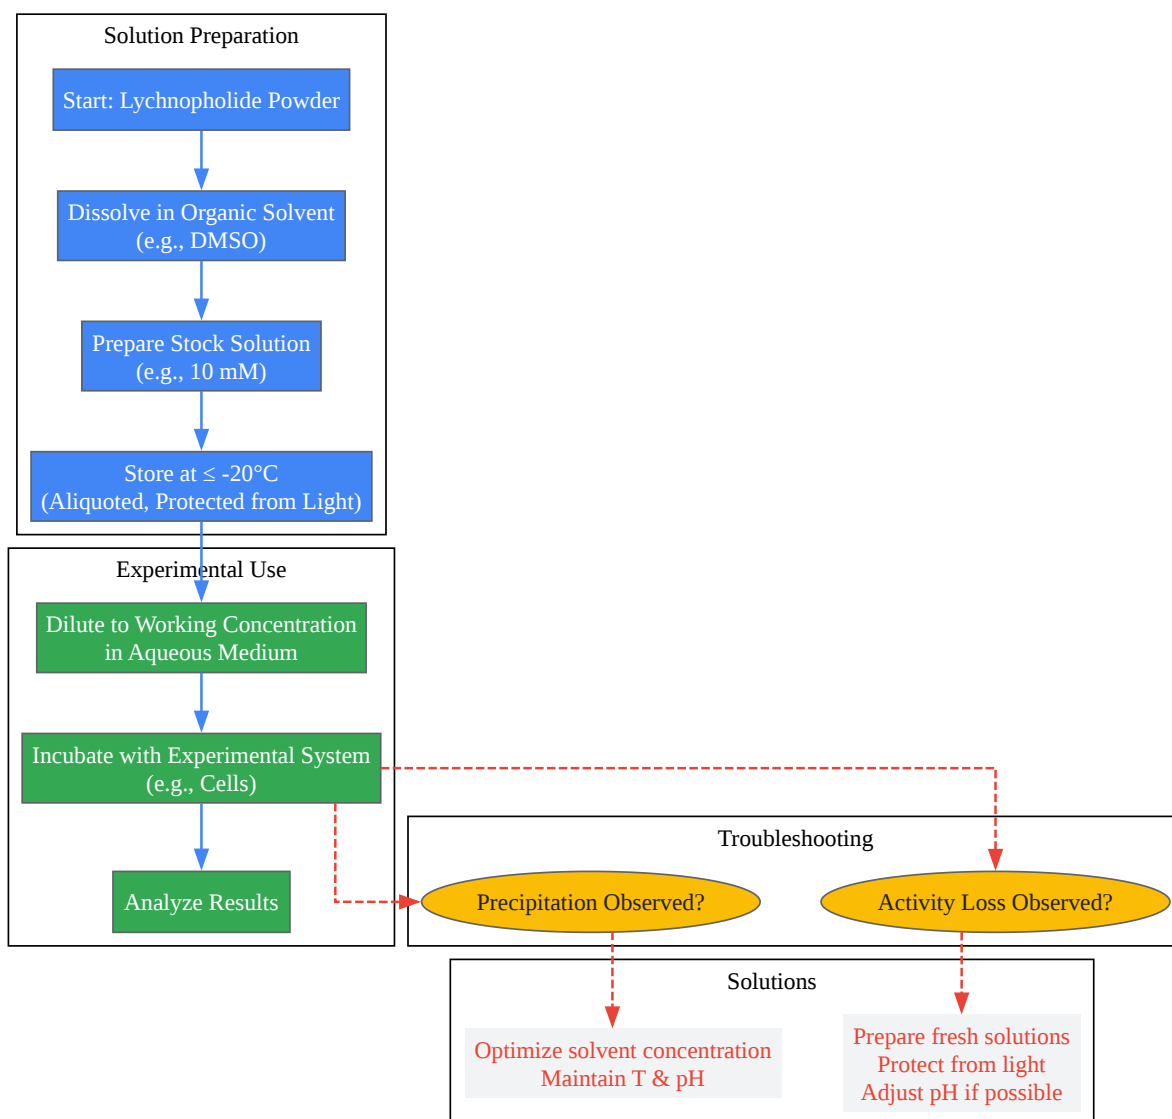 Solution Preparation
Start: Lychnopholide Powder
Dissolve in Organic Solvent
(e.g., DMSO)
Prepare Stock Solution
(e.g., 10 mM)
Store at ≤ -20°C
(Aliquoted, Protected from Light)
Experimental Use
Dilute to Working Concentration
in Aqueous Medium
Incubate with Experimental System
(e.g., Cells)
Analyze Results
Troubleshooting
Precipitation Observed?
Activity Loss Observed?
Solutions
Optimize solvent concentration
Maintain T & pH
Prepare fresh solutions
Protect from light
Adjust pH if possible